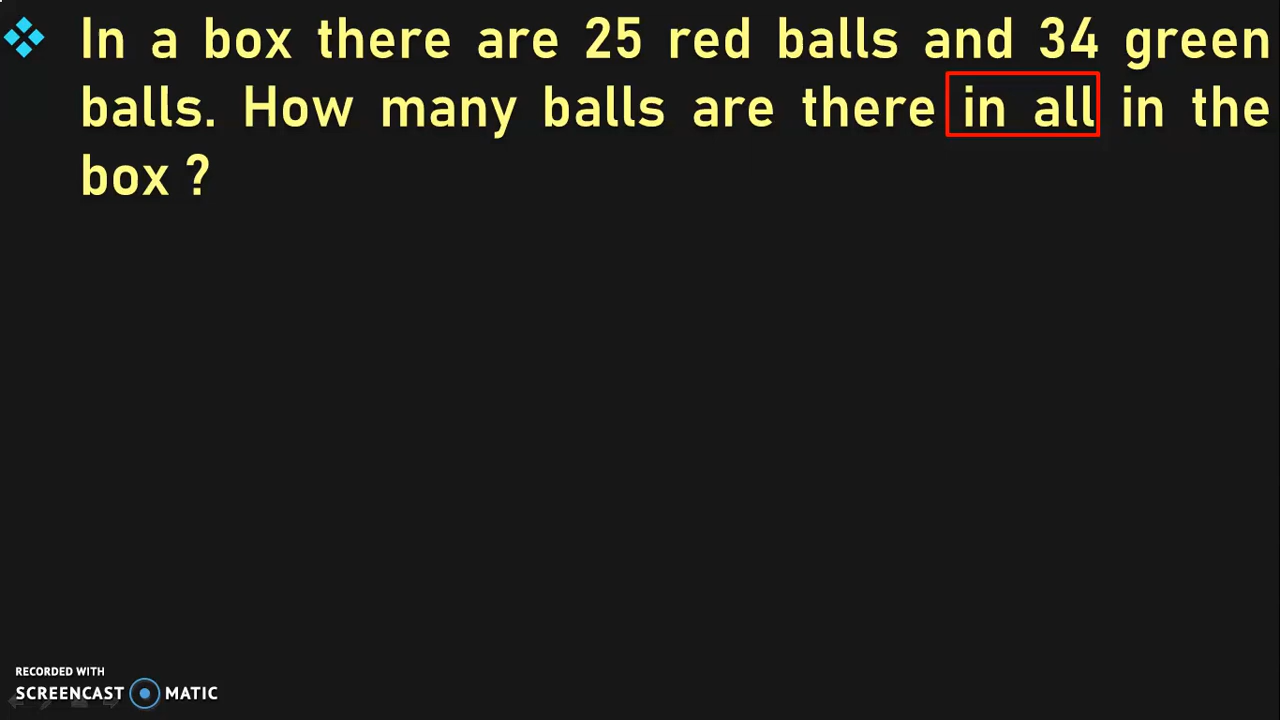 In a box there are 25 red balls and 34 green
balls. How many balls are there in all in the
box ?
RECORDED WITH
SCREENCAST MATIC